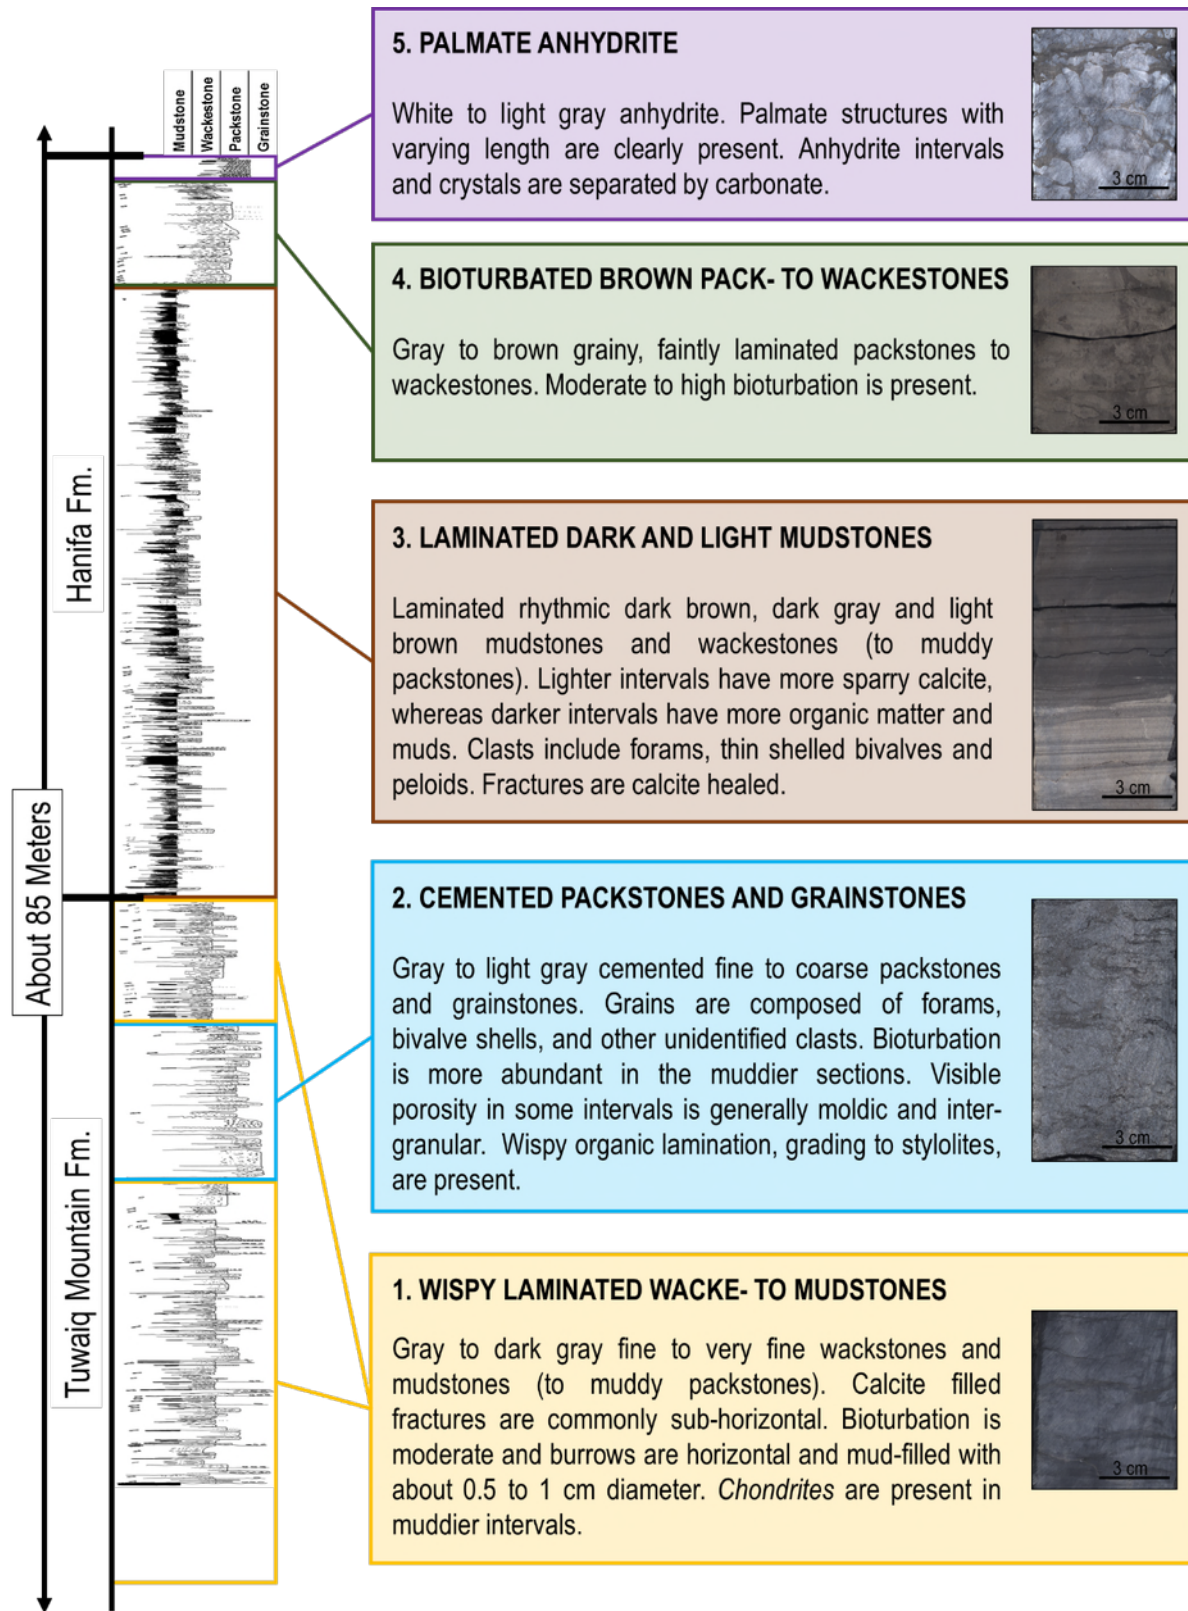 5. PALMATE ANHYDRITE
White to light gray anhydrite. Palmate structures with
varying length are clearly present. Anhydrite intervals
and crystals are separated by carbonate.
3 cm
Mudstone
Wackestone
Packstone
Grainstone
4. BIOTURBATED BROWN PACK- TO WACKESTONES
Gray to brown grainy, faintly laminated packstones to
wackestones. Moderate to high bioturbation is present.
3 cm
Hanifa Fm.
3. LAMINATED DARK AND LIGHT MUDSTONES
Laminated rhythmic dark brown, dark gray and light
brown mudstones and wackestones (to muddy
packstones). Lighter intervals have more sparry calcite,
whereas darker intervals have more organic matter and
muds. Clasts include forams, thin shelled bivalves and
peloids. Fractures are calcite healed.
3 cm
About 85 Meters
2. CEMENTED PACKSTONES AND GRAINSTONES
Gray to light gray cemented fine to coarse packstones
and grainstones. Grains are composed of forams,
bivalve shells, and other unidentified clasts. Bioturbation
is more abundant in the muddier sections. Visible
porosity in some intervals is generally moldic and inter-
granular. Wispy organic lamination, grading to stylolites,
are present.
3 cm
Tuwaiq Mountain Fm.
1. WISPY LAMINATED WACKE- TO MUDSTONES
Gray to dark gray fine to very fine wackstones and
mudstones (to muddy packstones). Calcite filled
fractures are commonly sub-horizontal. Bioturbation is
moderate and burrows are horizontal and mud-filled with
about 0.5 to 1 cm diameter. Chondrites are present in
muddier intervals.
3 cm